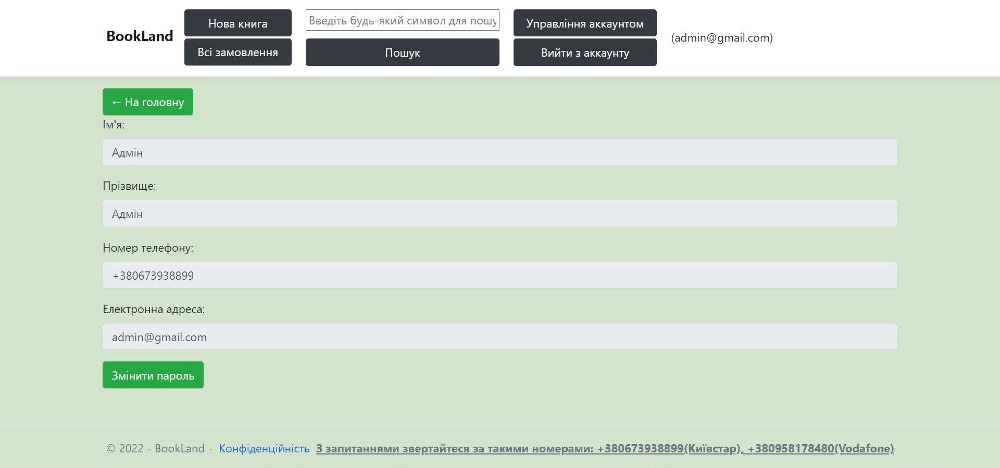 BookLand
Нова книга
Всі замовлення
Введіть будь-який символ для пошу
Пошук
Управління аккаунтом
Вийти з аккаунту
(admin@gmail.com)
← На головну
Ім'я:
Адмін
Прізвище:
Адмін
Номер телефону:
+380673938899
Електронна адреса:
admin@gmail.com
Змінити пароль
© 2022 - BookLand - Конфіденційність З запитаннями звертайтеся за такими номерами: +380673938899(Київстар), +380958178480(Vodafone)